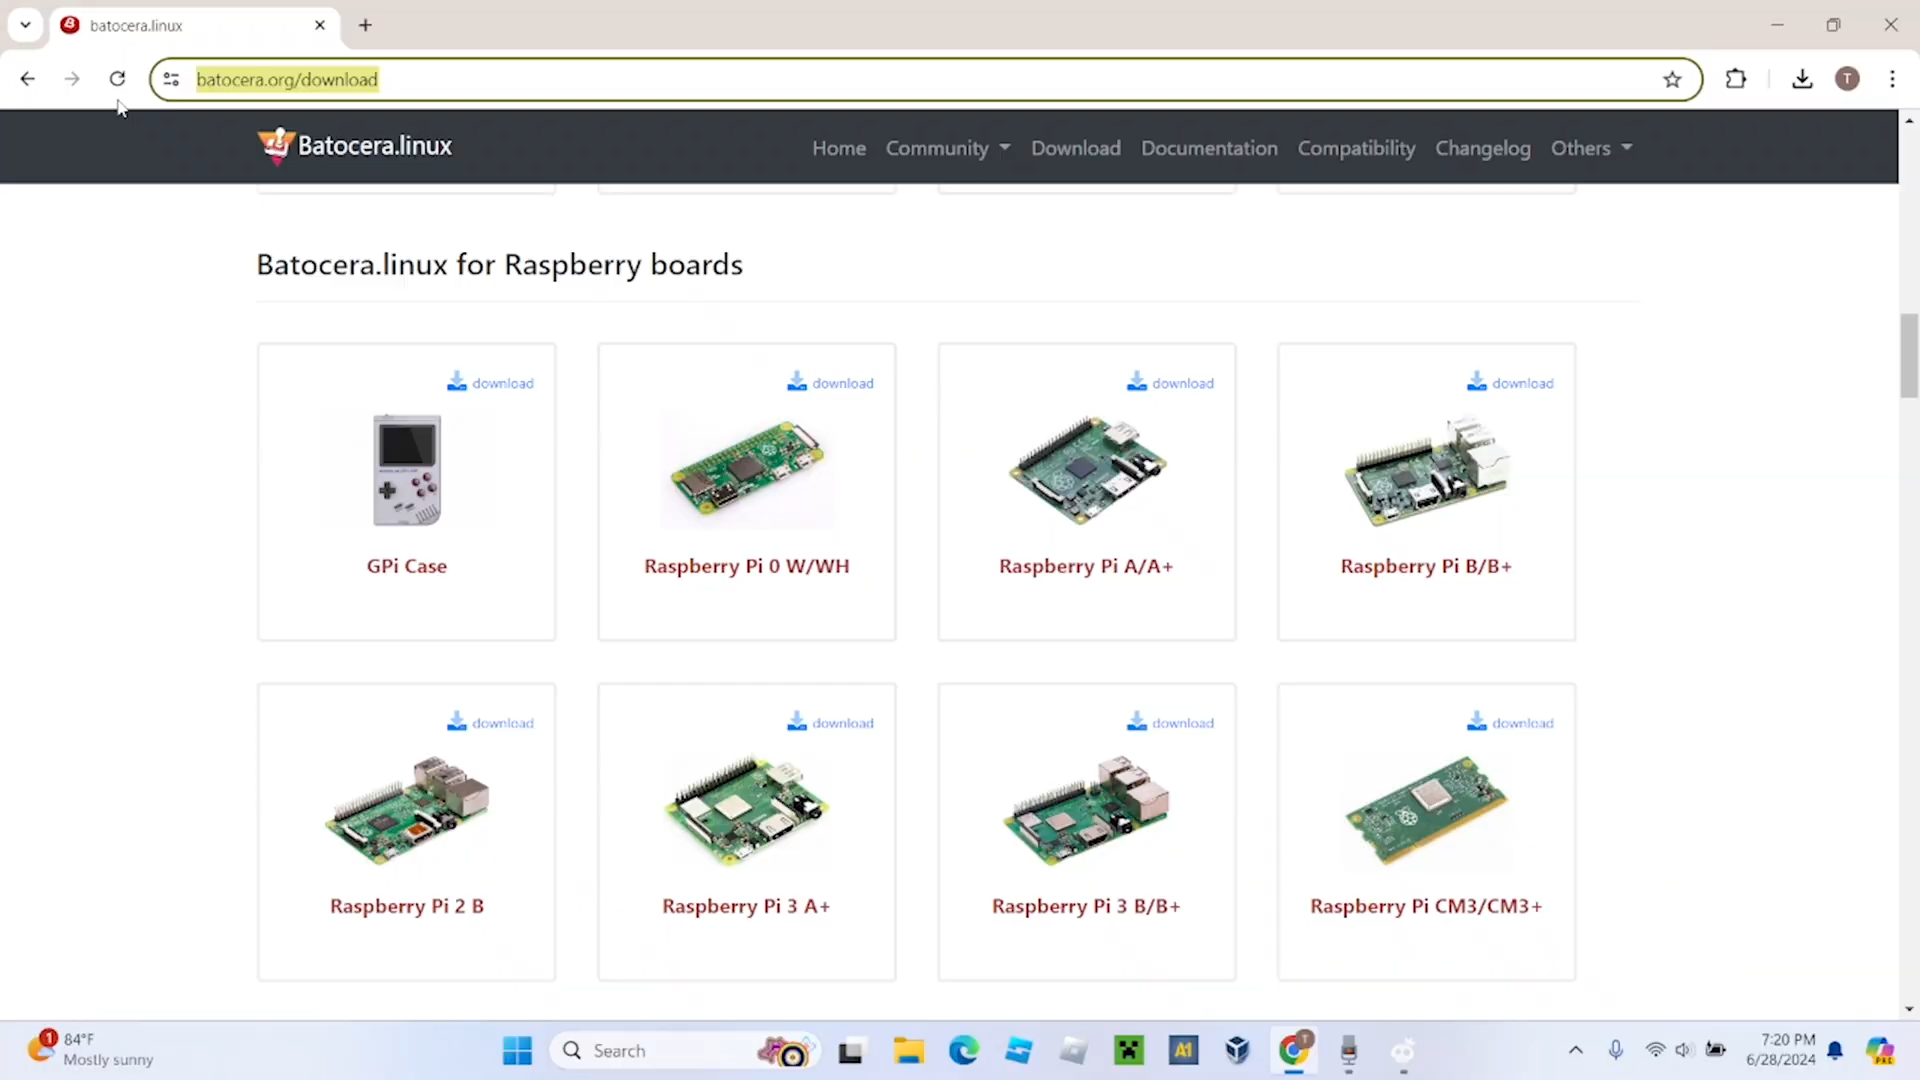 batocera.linux
batocera.org/download
T
Batocera.linux
Home
Community
Download
Documentation
Compatibility
Changelog
Others
Batocera.linux for Raspberry boards
download
download
download
download
GPi Case
Raspberry Pi 0 W/WH
Raspberry Pi A/A+
Raspberry Pi B/B+
download
download
download
download
Raspberry Pi 2 B
Raspberry Pi 3 A+
Raspberry Pi 3 B/B+
Raspberry Pi CM3/CM3+
1
84°F
Mostly sunny
Search
A1
T
7:20 PM
6/28/2024
PRE